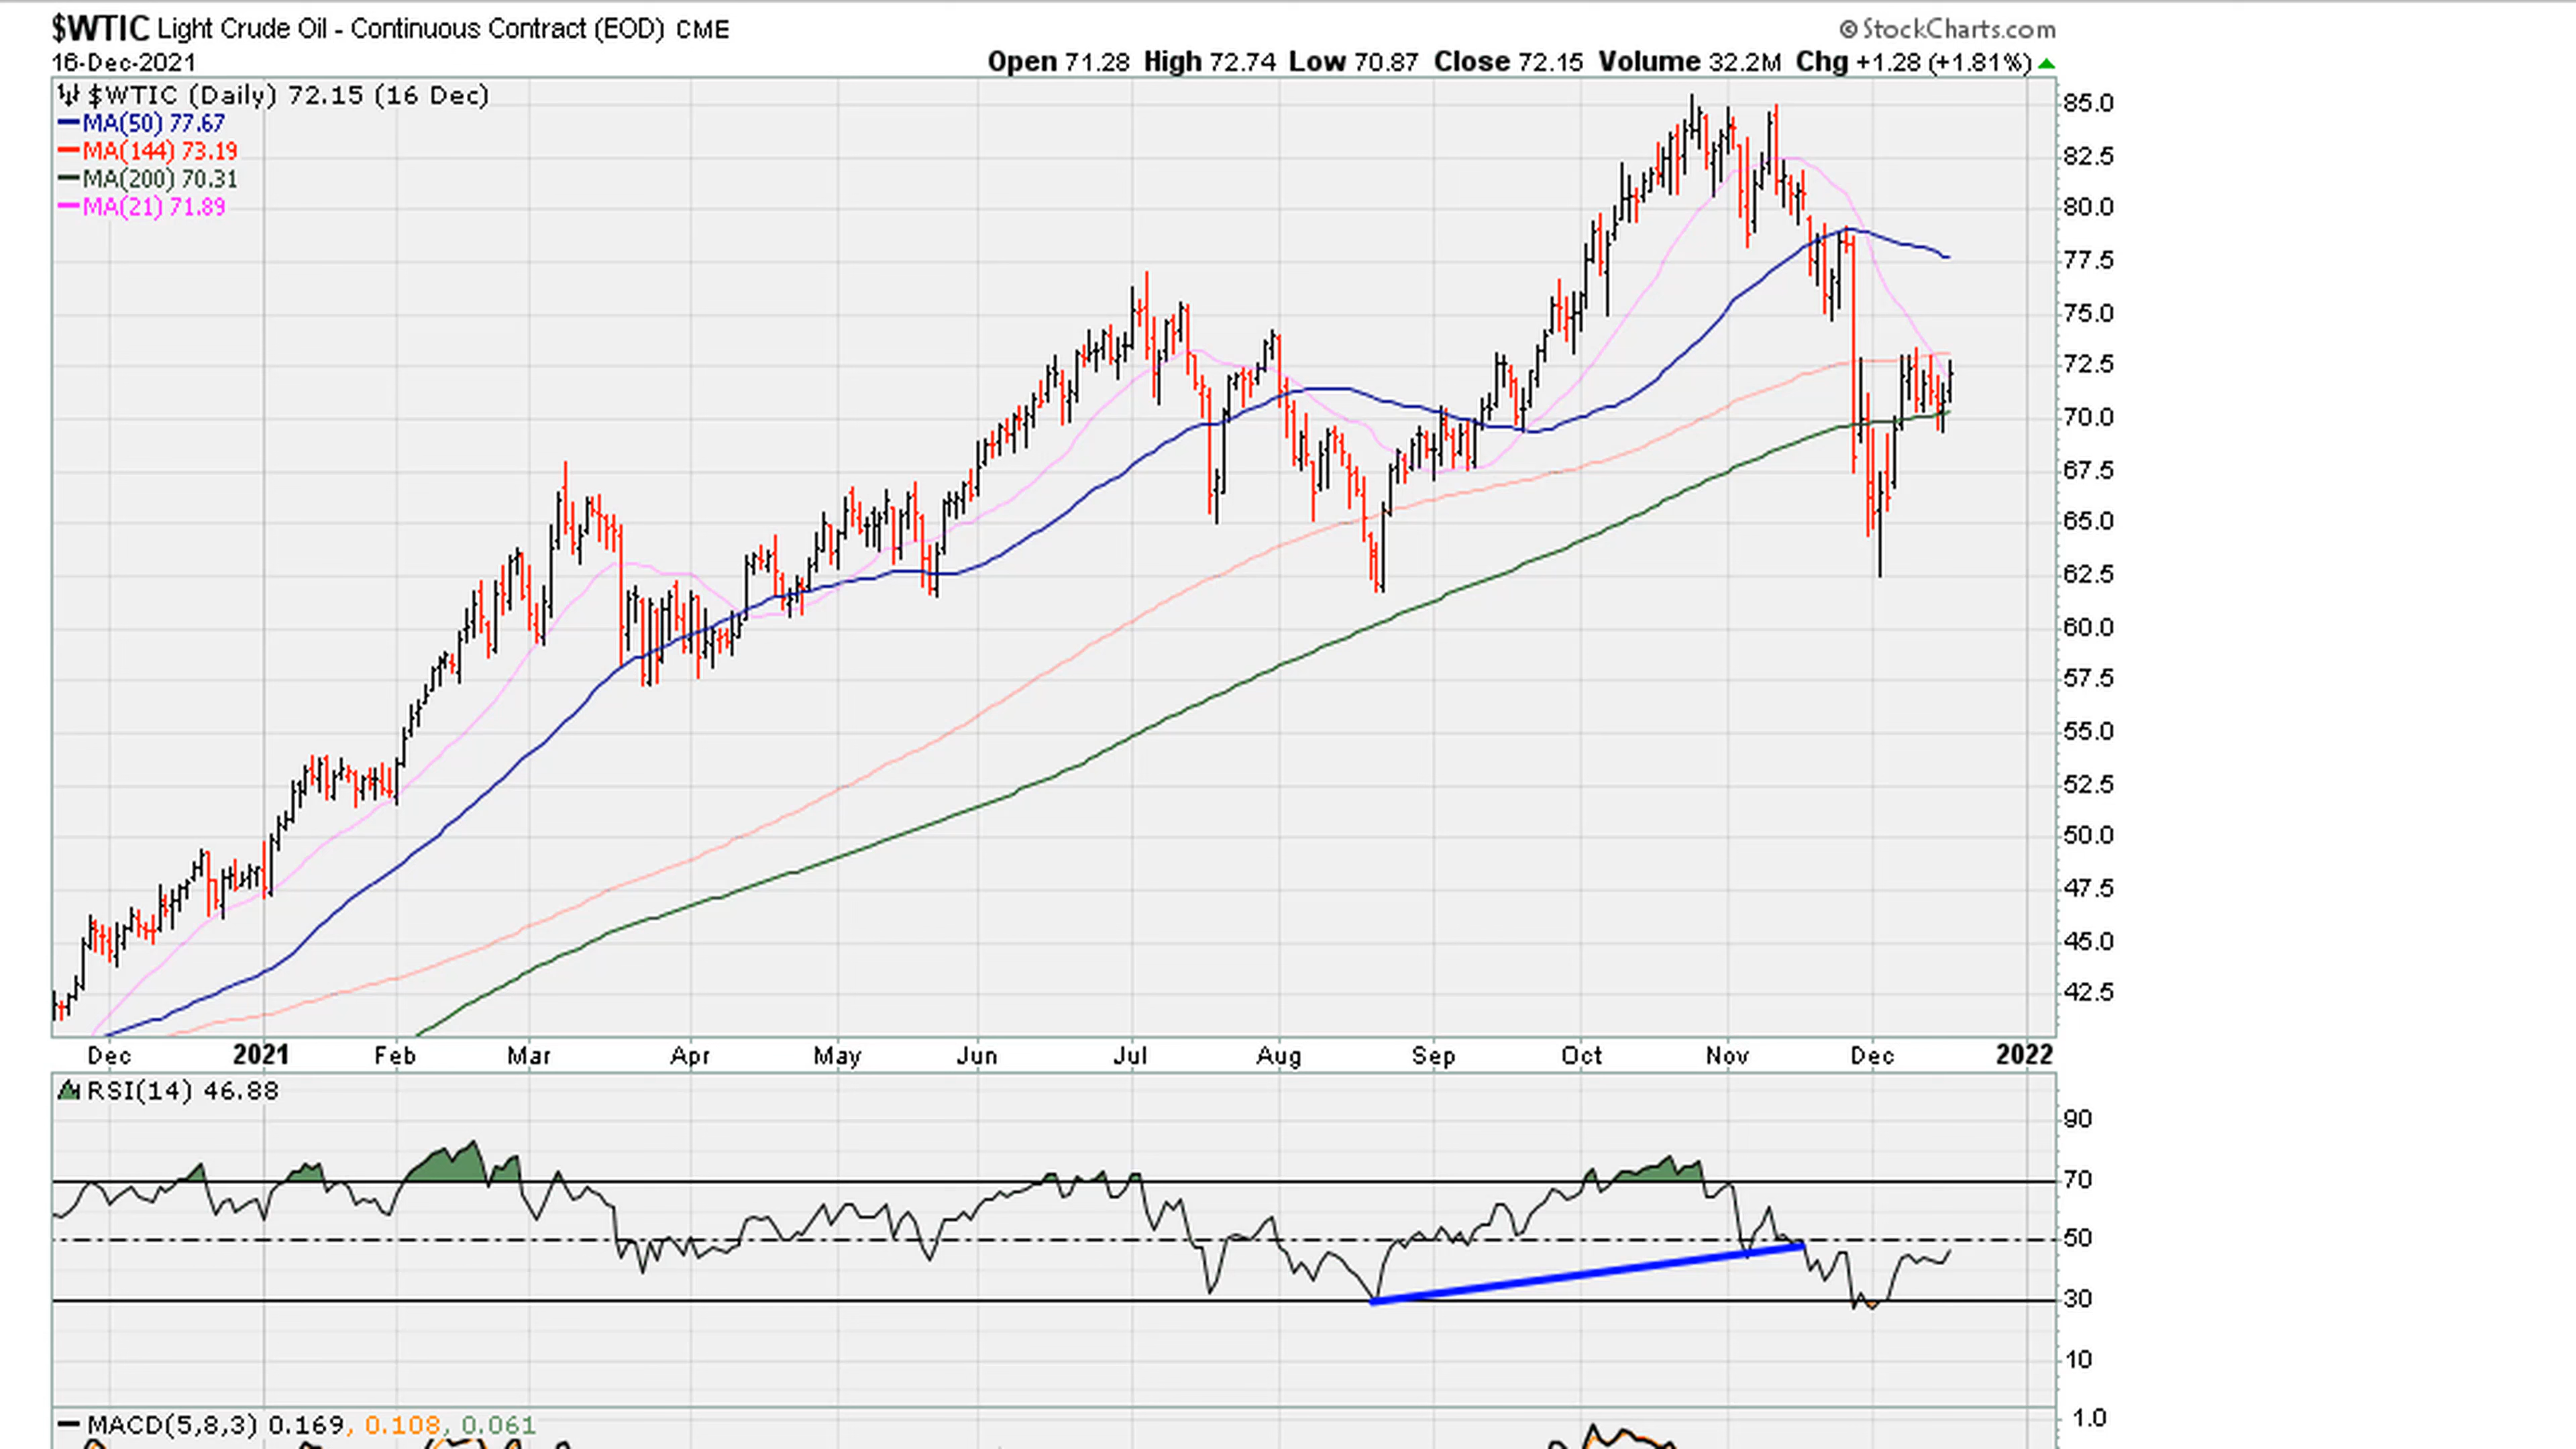 $WTIC Light Crude Oil - Continuous Contract (EOD) CME
© StockCharts.com
16-Dec-2021
Open 71.28 High 72.74 Low 70.87 Close 72.15 Volume 32.2M Chg +1.28 (+1.81%)
$WTIC (Daily) 72.15 (16 Dec)
MA(50) 77.67
MA(144) 73.19
MA(200) 70.31
MA(21) 71.89
85.0
82.5
80.0
77.5
75.0
72.5
70.0
67.5
65.0
62.5
60.0
57.5
55.0
52.5
50.0
47.5
45.0
42.5
Dec 2021 Feb Mar Apr May Jun Jul Aug Sep Oct Nov Dec 2022
RSI(14) 46.88
90
70
50
30
10
MACD(5,8,3) 0.169, 0.108, 0.061
1.0